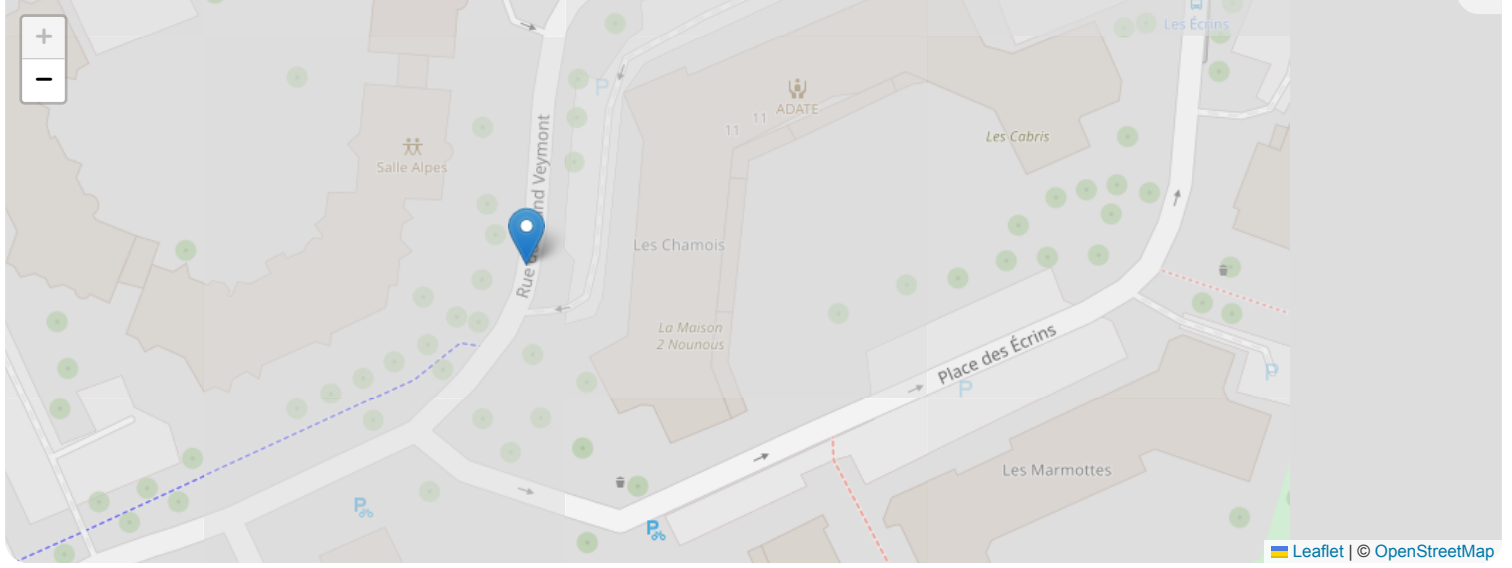 +
−
Les Écrins
P
ADATE
11 11
Salle Alpes
Les Cabris
Rue nd Veymont
Les Chamois
La Maison
2 Nounous
Place des Écrins
P
P
Les Marmottes
P
P
Leaflet | © OpenStreetMap